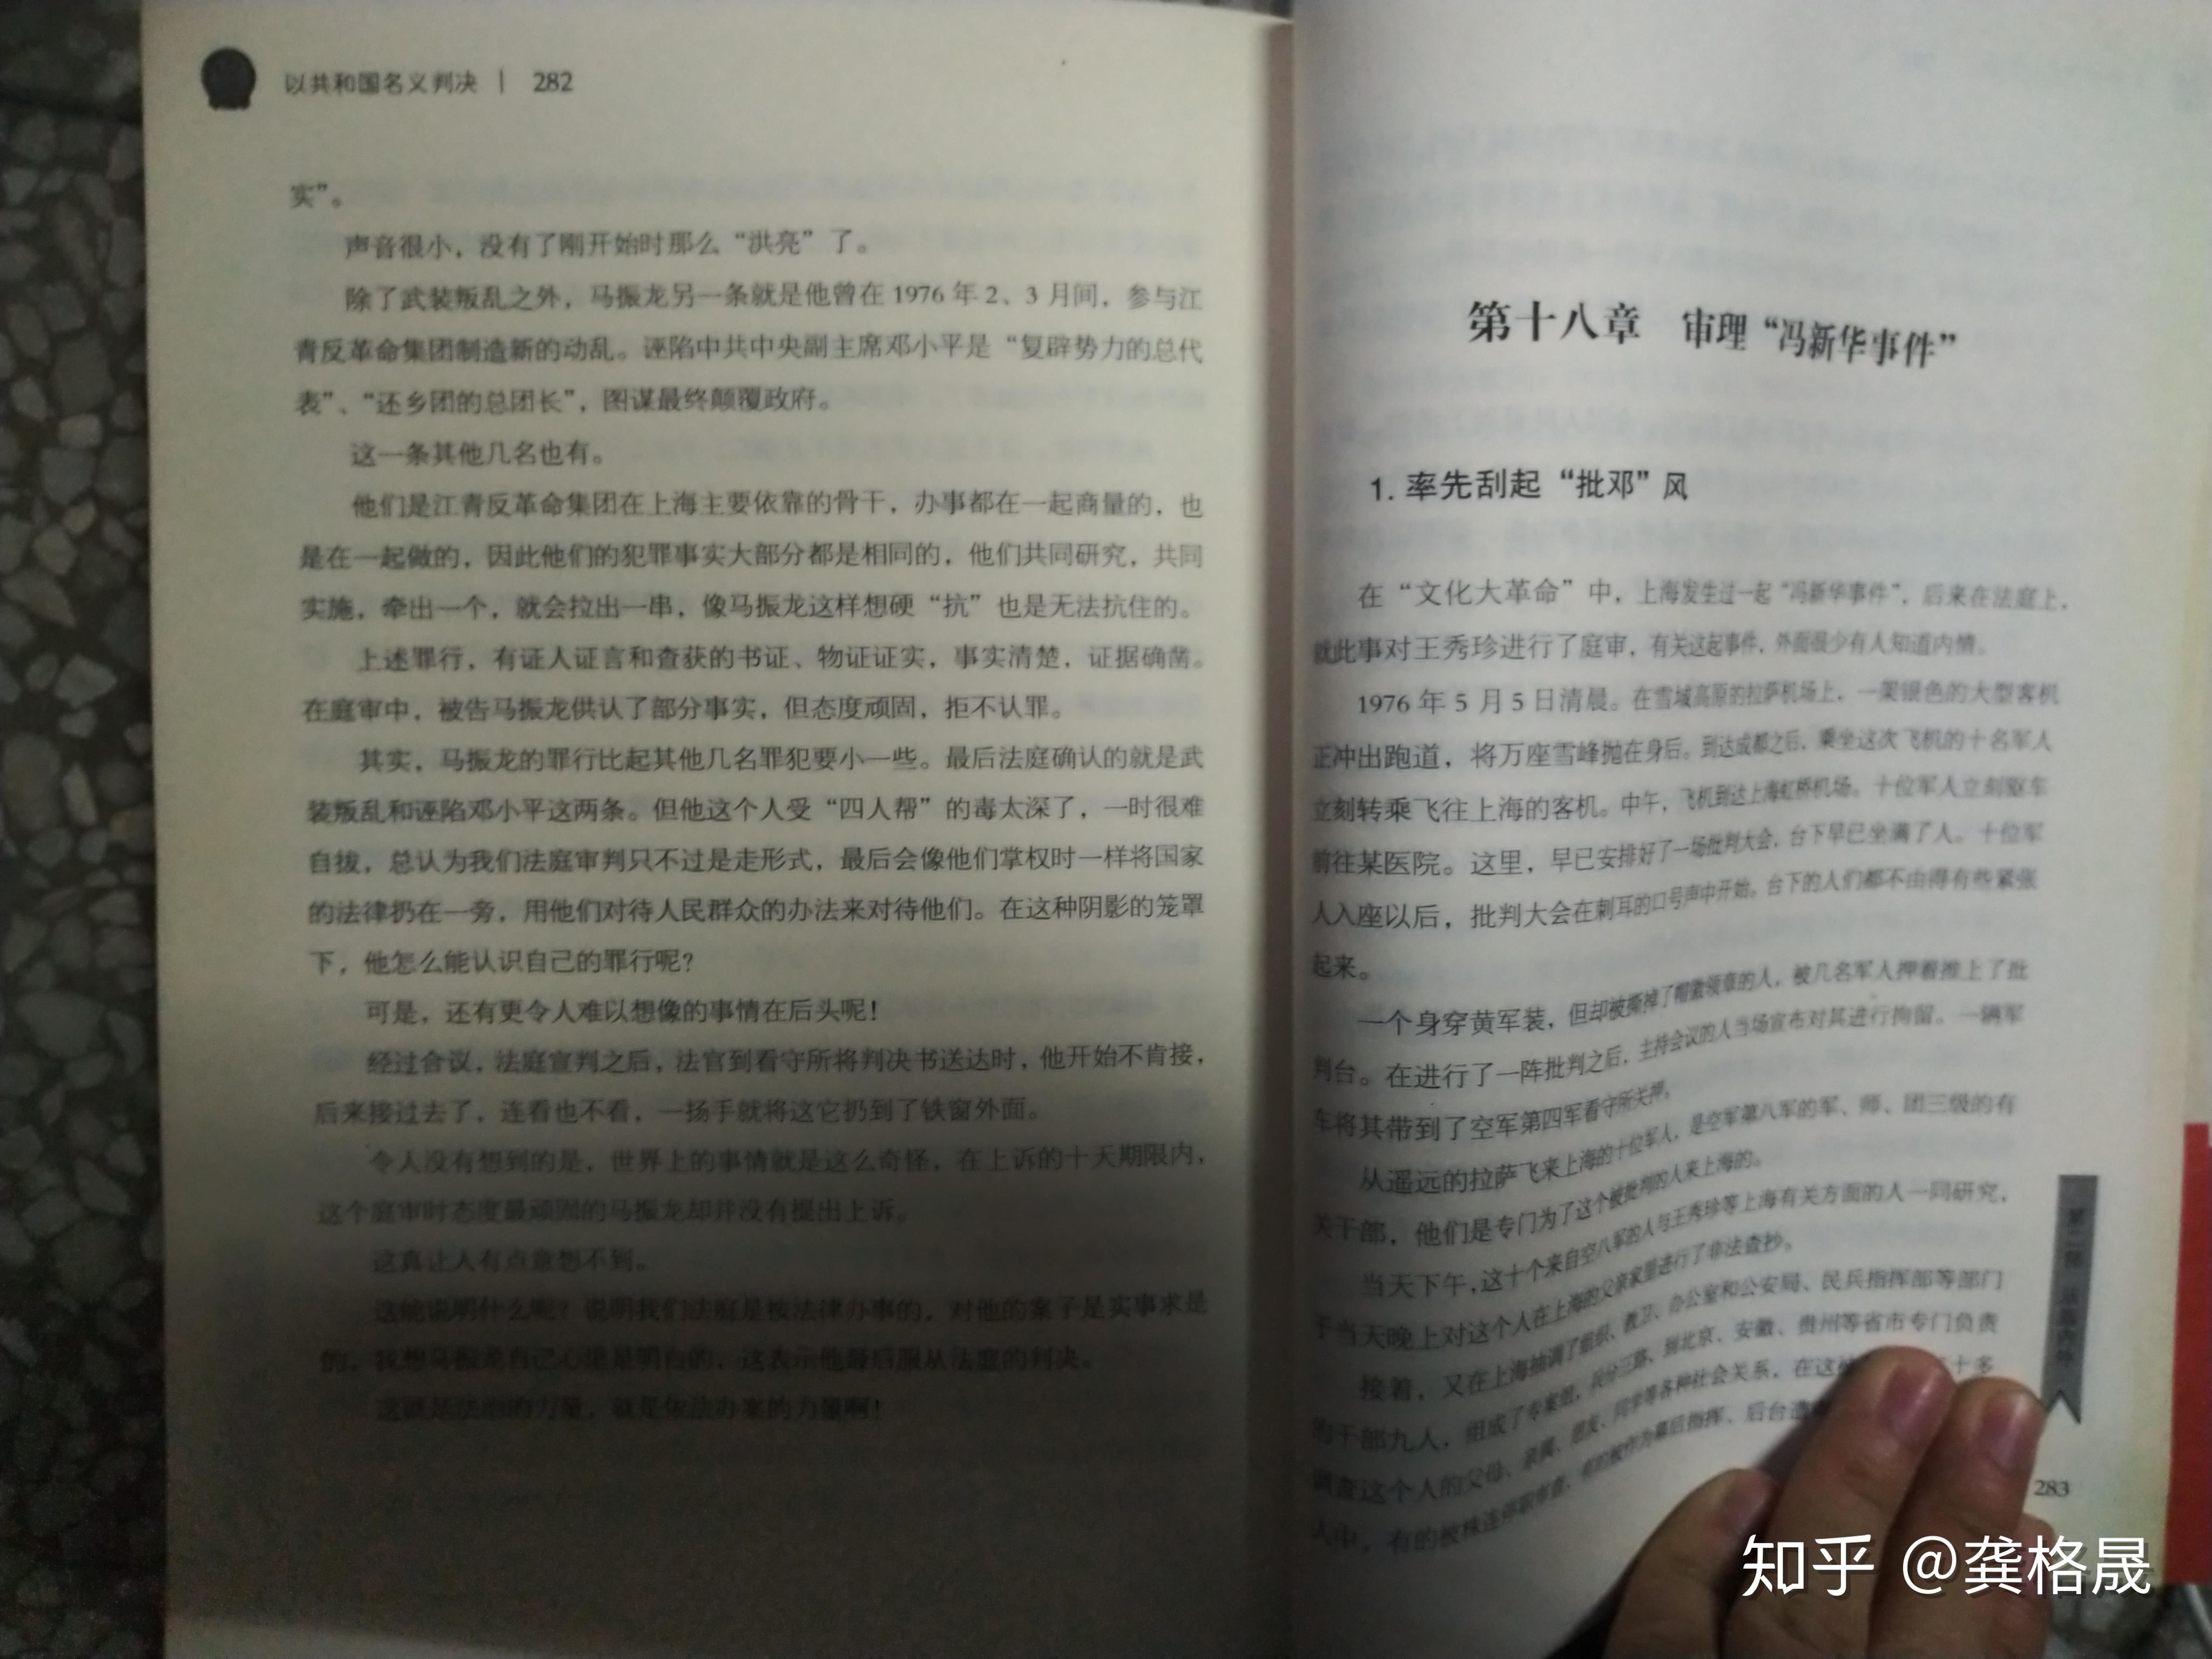 以共和国名义判决 | 282
实”。
声音很小，没有了刚开始时那么“洪亮”了。
除了武装叛乱之外，马振龙另一条就是他曾在1976年2、3月间，参与江
青反革命集团制造新的动乱。诬陷中共中央副主席邓小平是“复辟势力的总代
表”、“还乡团的总团长”，图谋最终颠覆政府。
这一条其他几名也有。
他们是江青反革命集团在上海主要依靠的骨干，办事都在一起商量的，也
是在一起做的，因此他们的犯罪事实大部分都是相同的，他们共同研究，共同
实施，牵出一个，就会拉出一串，像马振龙这样想硬“抗”也是无法抗住的。
上述罪行，有证人证言和查获的书证、物证证实，事实清楚，证据确凿。
在庭审中，被告马振龙供认了部分事实，但态度顽固，拒不认罪。
其实，马振龙的罪行比起其他几名罪犯要小一些。最后法庭确认的就是武
装叛乱和诬陷邓小平这两条。但他这个人受“四人帮”的毒太深了，一时很难
自拔，总认为我们法庭审判只不过是走形式，最后会像他们掌权时一样将国家
的法律扔在一旁，用他们对待人民群众的办法来对待他们。在这种阴影的笼罩
下，他怎么能认识自己的罪行呢？
可是，还有更令人难以想像的事情在后头呢！
经过合议，法庭宣判之后，法官到看守所将判决书送达时，他开始不肯接，
后来接过去了，连看也不看，一扬手就将这它扔到了铁窗外面。
令人没有想到的是，世界上的事情就是这么奇怪，在上诉的十天期限内，
这个庭审时态度最顽固的马振龙却并没有提出上诉。
这真让人有点意想不到。
这能说明什么呢？说明我们法庭是按法律办事的，对他的案子是实事求是
的。我想马振龙自己心里是明白的，这表示他最后服从法庭的判决。
这就是法治的力量，就是依法办案的力量啊！
第十八章 审理“冯新华事件”
1. 率先刮起“批邓”风
在“文化大革命”中，上海发生过一起“冯新华事件”，后来在法庭上，
就此事对王秀珍进行了庭审，有关这起事件，外面很少有人知道内情。
1976年5月5日清晨。在雪域高原的拉萨机场上，一架银色的大型客机
正冲出跑道，将万座雪峰抛在身后。到达成都之后，乘坐这次飞机的十名军人
立刻转乘飞往上海的客机。中午，飞机到达上海虹桥机场。十位军人立刻驱车
前往某医院。这里，早已安排好了一场批判大会，台下早已坐满了人。十位军
人入座以后，批判大会在刺耳的口号声中开始。台下的人们都不由得有些紧张
起来。
一个身穿黄军装，但却被撕掉了帽徽领章的人，被几名军人押着推上了批
判台。在进行了一阵批判之后，主持会议的人当场宣布对其进行拘留。一辆军
车将其带到了空军第四军看守所关押。
从遥远的拉萨飞来上海的十位军人，是空军第八军的军、师、团三级的有
关干部，他们是专门为了这个被批判的人来上海的。
当天下午，这十个来自空八军的人与王秀珍等上海有关方面的人一同研究，
于当天晚上对这个人在上海的父亲家里进行了非法查抄。
接着，又在上海抽调了组织、教卫、办公室和公安局、民兵指挥部等部门
的干部九人，组成了专案组，兵分三路，到北京、安徽、贵州等省市专门负责
调查这个人的父母、亲属、朋友、同学等各种社会关系，在这 十多
人中，有的被株连停职审查，有的被作为幕后指挥、后台
第二部
283
知乎 @龚格晟